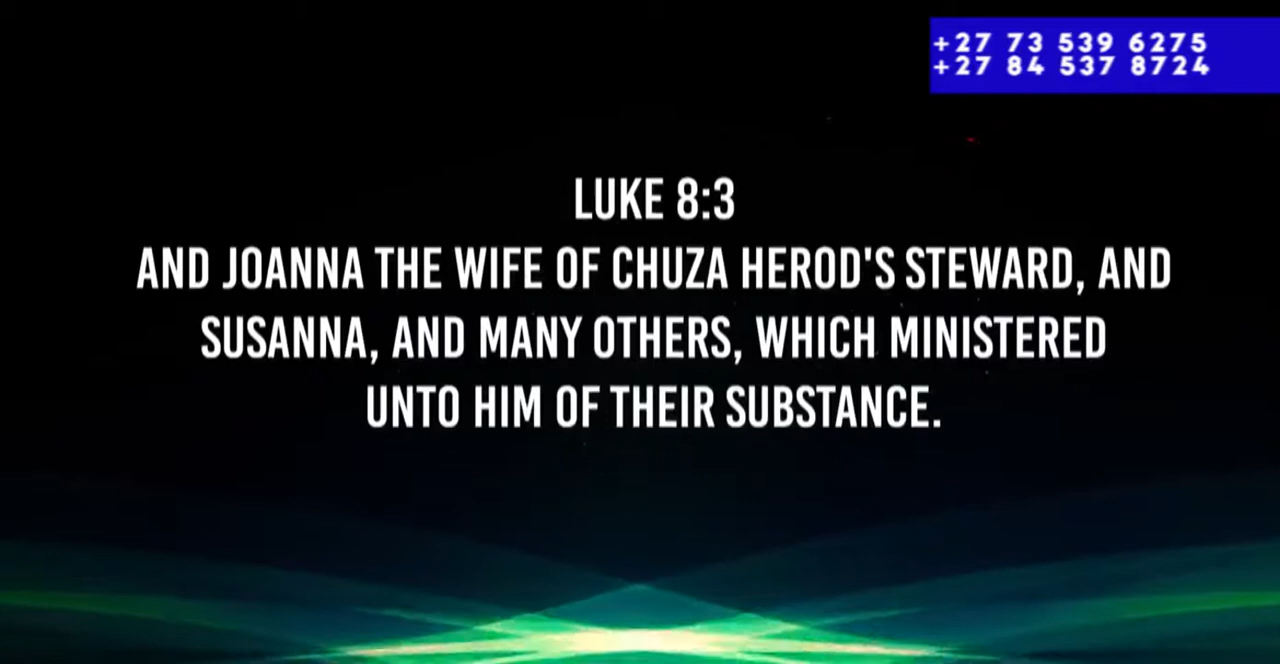 +27 73 539 6275
+27 84 537 8724
LUKE 8:3
AND JOANNA THE WIFE OF CHUZA HEROD'S STEWARD, AND
SUSANNA, AND MANY OTHERS, WHICH MINISTERED
UNTO HIM OF THEIR SUBSTANCE.